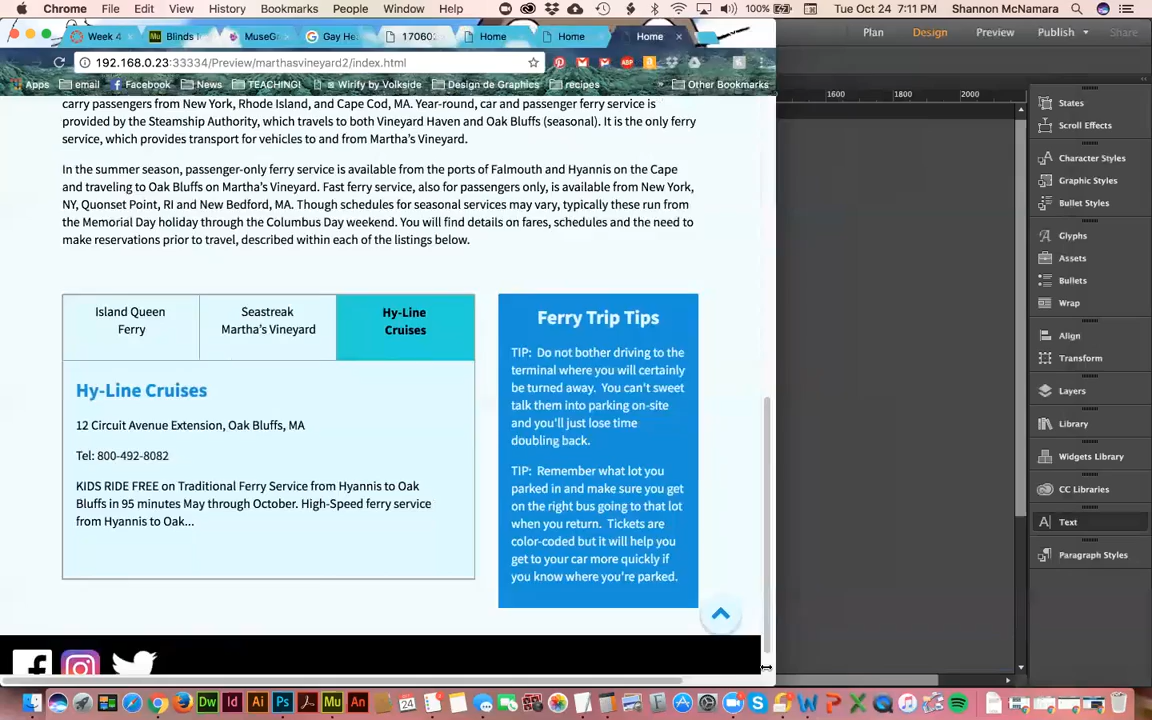 Chrome File Edit View History Bookmarks People Window Help 100% Tue Oct 24 7:11 PM Shannon McNamara
Week 4 Mu Blinds MuseG Gay He 17060 Home Home Home ×
Plan Design Preview Publish Share
192.168.0.23:33334/Preview/marthasvineyard2/index.html
Apps email Facebook News TEACHING! Wirify by Volkside Design de Graphics recipes » Other Bookmarks
1600 1800 2000
carry passengers from New York, Rhode Island, and Cape Cod, MA. Year-round, car and passenger ferry service is
provided by the Steamship Authority, which travels to both Vineyard Haven and Oak Bluffs (seasonal). It is the only ferry
service, which provides transport for vehicles to and from Martha's Vineyard.
In the summer season, passenger-only ferry service is available from the ports of Falmouth and Hyannis on the Cape
and traveling to Oak Bluffs on Martha's Vineyard. Fast ferry service, also for passengers only, is available from New York,
NY, Quonset Point, RI and New Bedford, MA. Though schedules for seasonal services may vary, typically these run from
the Memorial Day holiday through the Columbus Day weekend. You will find details on fares, schedules and the need to
make reservations prior to travel, described within each of the listings below.
Island Queen
Ferry
Seastreak
Martha's Vineyard
Hy-Line
Cruises
Hy-Line Cruises
12 Circuit Avenue Extension, Oak Bluffs, MA
Tel: 800-492-8082
KIDS RIDE FREE on Traditional Ferry Service from Hyannis to Oak
Bluffs in 95 minutes May through October. High-Speed ferry service
from Hyannis to Oak...
Ferry Trip Tips
TIP: Do not bother driving to the
terminal where you will certainly
be turned away. You can't sweet
talk them into parking on-site
and you'll just lose time
doubling back.
TIP: Remember what lot you
parked in and make sure you get
on the right bus going to that lot
when you return. Tickets are
color-coded but it will help you
get to your car more quickly if
you know where you're parked.
States
Scroll Effects
Character Styles
Graphic Styles
Bullet Styles
Glyphs
Assets
Bullets
Wrap
Align
Transform
Layers
Library
Widgets Library
CC Libraries
Text
Paragraph Styles
Dw Id Ai Ps Mu An 24